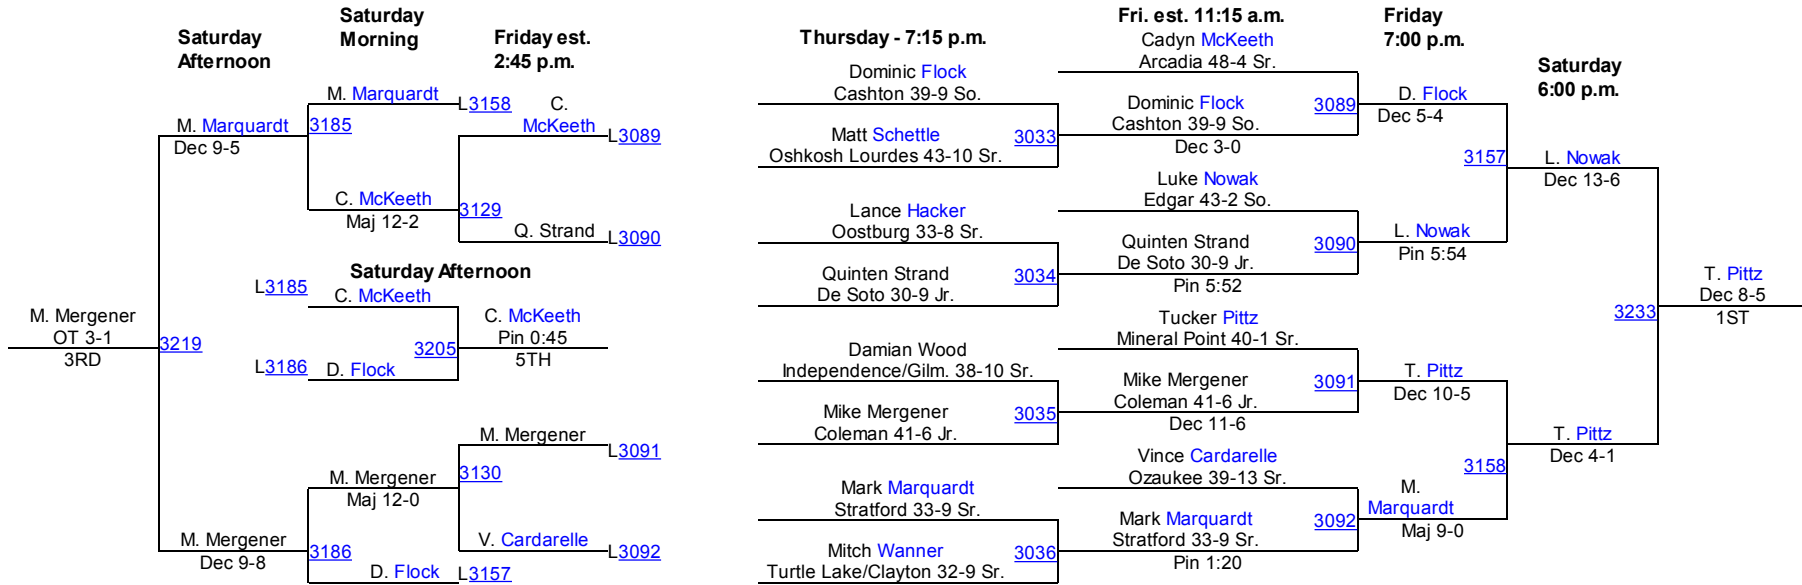 Saturday
Afternoon
Saturday
Morning
Friday est.
2:45 p.m.
M. Marquardt
L3158
C.
McKeeth
L3089
M. Marquardt
Dec 9-5
3185
C. McKeeth
Maj 12-2
3129
Q. Strand
L3090
Saturday Afternoon
L3185
C. McKeeth
M. Mergener
OT 3-1
3RD
3219
3205
C. McKeeth
Pin 0:45
5TH
L3186
D. Flock
M. Mergener
L3091
M. Mergener
Maj 12-0
3130
M. Mergener
Dec 9-8
3186
V. Cardarelle
L3092
D. Flock
L3157
Thursday - 7:15 p.m.
Fri. est. 11:15 a.m.
Friday
7:00 p.m.
Saturday
6:00 p.m.
Cadyn McKeeth
Arcadia 48-4 Sr.
Dominic Flock
Cashton 39-9 So.
Dominic Flock
Cashton 39-9 So.
Dec 3-0
3089
D. Flock
Dec 5-4
Matt Schettle
Oshkosh Lourdes 43-10 Sr.
3033
3157
L. Nowak
Dec 13-6
Luke Nowak
Edgar 43-2 So.
Lance Hacker
Oostburg 33-8 Sr.
Quinten Strand
De Soto 30-9 Jr.
Pin 5:52
3090
L. Nowak
Pin 5:54
Quinten Strand
De Soto 30-9 Jr.
3034
T. Pittz
Dec 8-5
1ST
3233
Tucker Pittz
Mineral Point 40-1 Sr.
Damian Wood
Independence/Gilm. 38-10 Sr.
Mike Mergener
Coleman 41-6 Jr.
Dec 11-6
3091
T. Pittz
Dec 10-5
Mike Mergener
Coleman 41-6 Jr.
3035
T. Pittz
Dec 4-1
Vince Cardarelle
Ozaukee 39-13 Sr.
3158
Mark Marquardt
Stratford 33-9 Sr.
Mark Marquardt
Stratford 33-9 Sr.
Pin 1:20
3092
M.
Marquardt
Maj 9-0
Mitch Wanner
Turtle Lake/Clayton 32-9 Sr.
3036